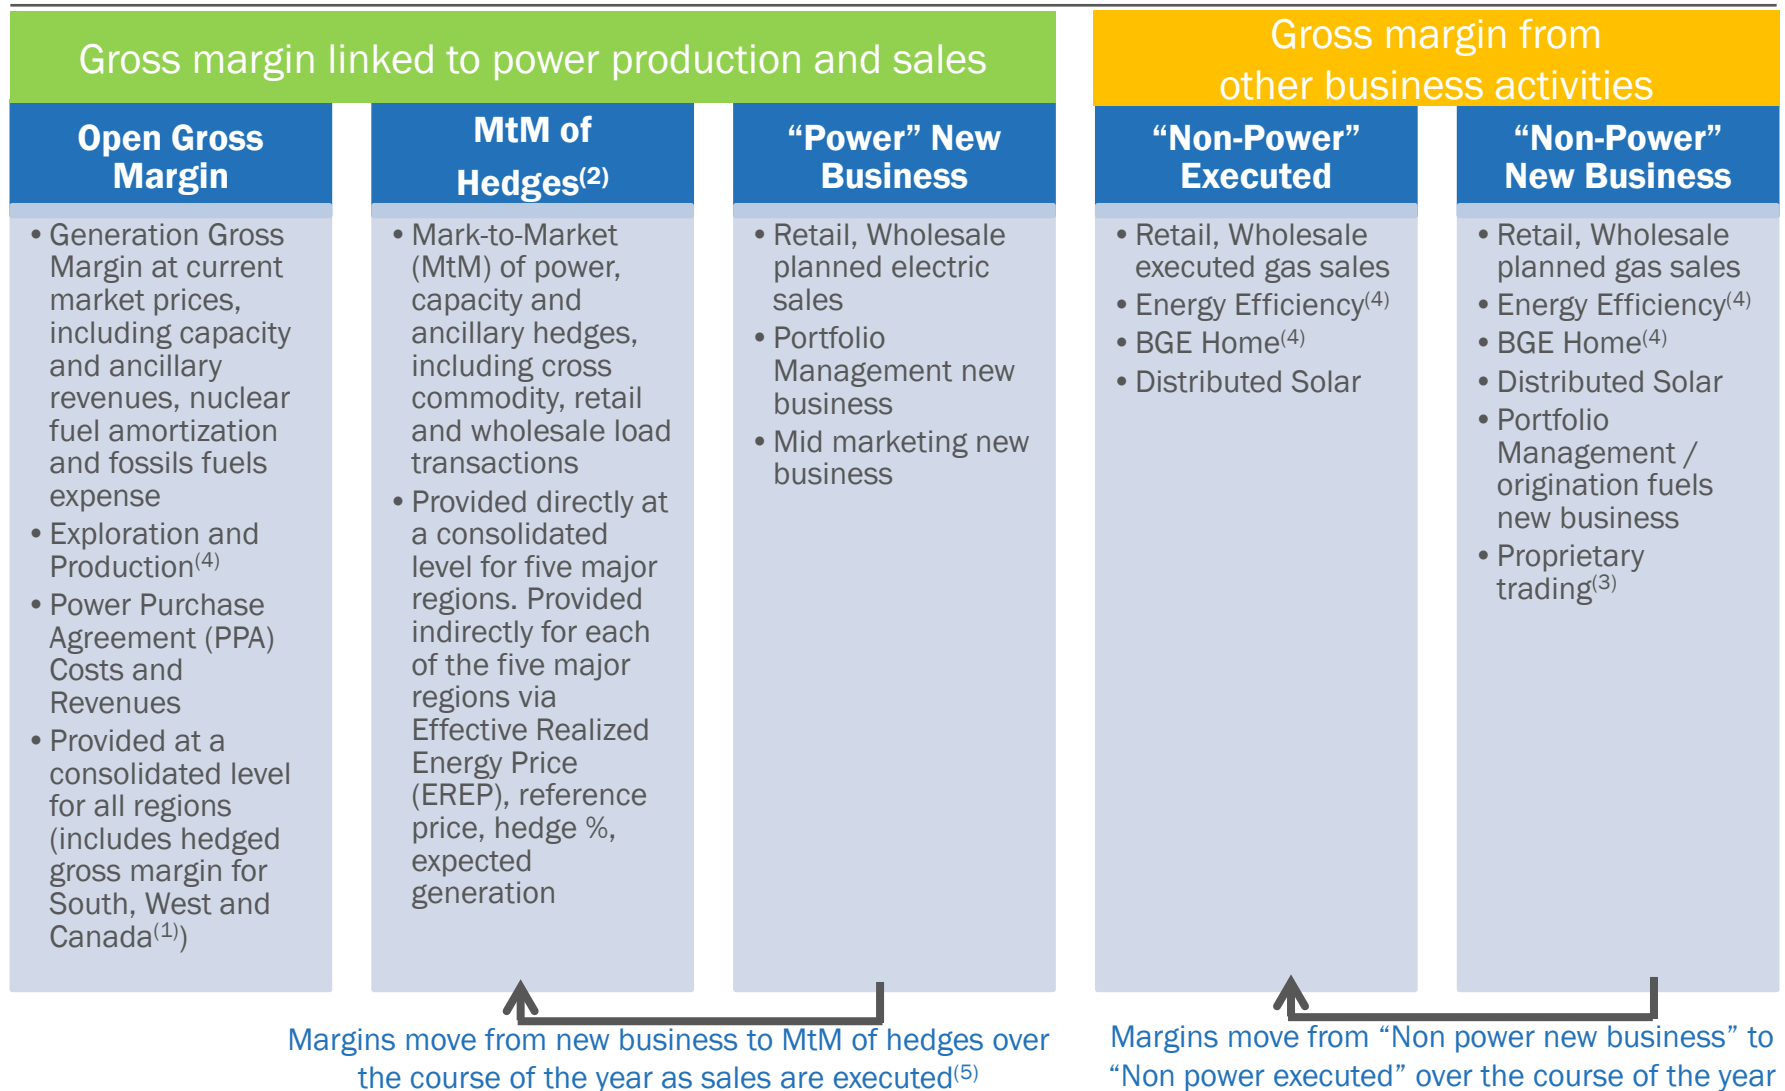 Gross margin linked to power production and sales
Gross margin from
other business activities
Open Gross
Margin
• Generation Gross
Margin at current
market prices,
including capacity
and ancillary
revenues, nuclear
fuel amortization
and fossils fuels
expense
• Exploration and
Production(4)
• Power Purchase
Agreement (PPA)
Costs and
Revenues
• Provided at a
consolidated level
for all regions
(includes hedged
gross margin for
South, West and
Canada(1))
MtM of
Hedges(2)
• Mark-to-Market
(MtM) of power,
capacity and
ancillary hedges,
including cross
commodity, retail
and wholesale load
transactions
• Provided directly at
a consolidated
level for five major
regions. Provided
indirectly for each
of the five major
regions via
Effective Realized
Energy Price
(EREP), reference
price, hedge %,
expected
generation
“Power” New
Business
• Retail, Wholesale
planned electric
sales
• Portfolio
Management new
business
• Mid marketing new
business
“Non-Power”
Executed
• Retail, Wholesale
executed gas sales
• Energy Efficiency(4)
• BGE Home(4)
• Distributed Solar
“Non-Power”
New Business
• Retail, Wholesale
planned gas sales
• Energy Efficiency(4)
• BGE Home(4)
• Distributed Solar
• Portfolio
Management /
origination fuels
new business
• Proprietary
trading(3)
Margins move from new business to MtM of hedges over
the course of the year as sales are executed(5)
Margins move from “Non power new business” to
“Non power executed” over the course of the year